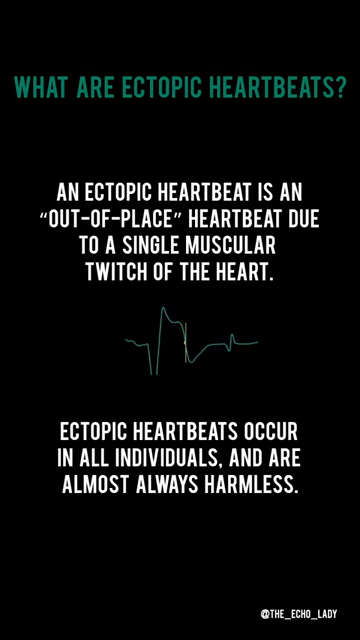 WHAT ARE ECTOPIC HEARTBEATS?
AN ECTOPIC HEARTBEAT IS AN
“OUT-OF-PLACE” HEARTBEAT DUE
TO A SINGLE MUSCULAR
TWITCH OF THE HEART.
ECTOPIC HEARTBEATS OCCUR
IN ALL INDIVIDUALS, AND ARE
ALMOST ALWAYS HARMLESS.
@THE_ECHO_LADY